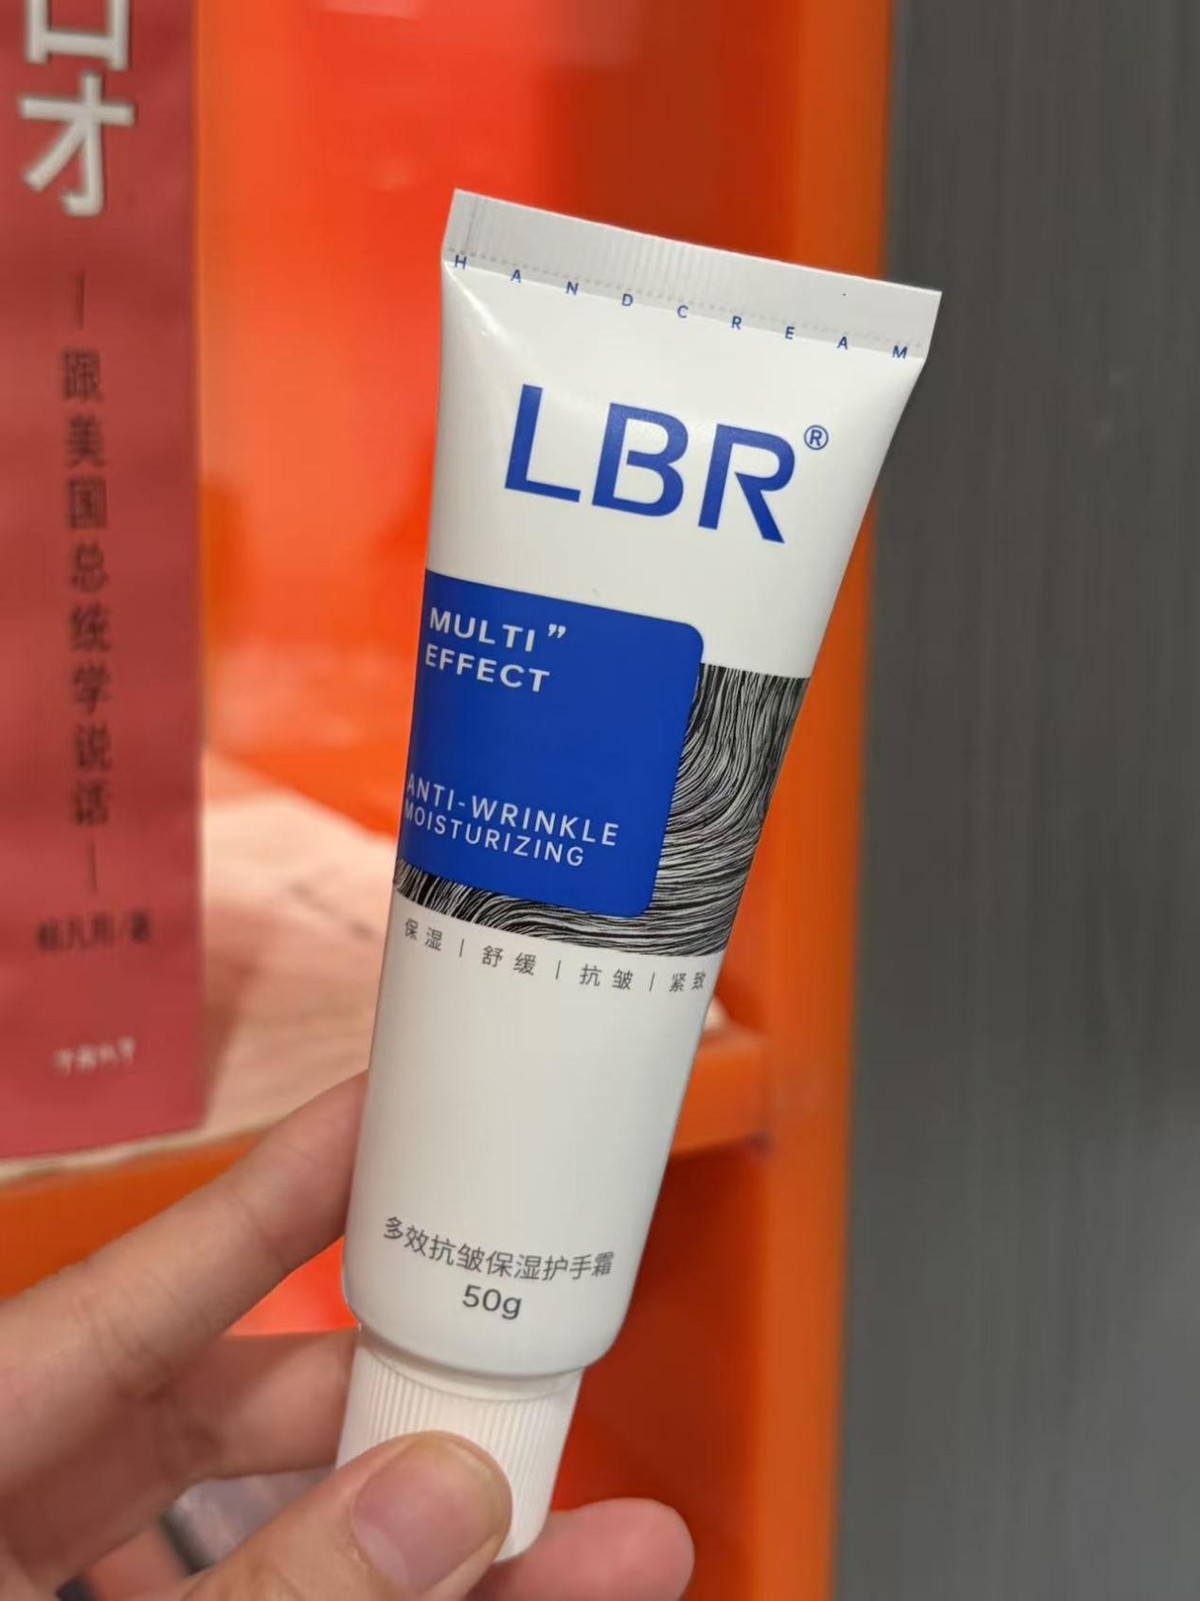 口才
跟美国总统学说话
著
HANDCREAM
LBR®
MULTI ”
EFFECT
ANTI-WRINKLE
MOISTURIZING
保湿 | 舒缓 | 抗皱 | 紧致
多效抗皱保湿护手霜
50g